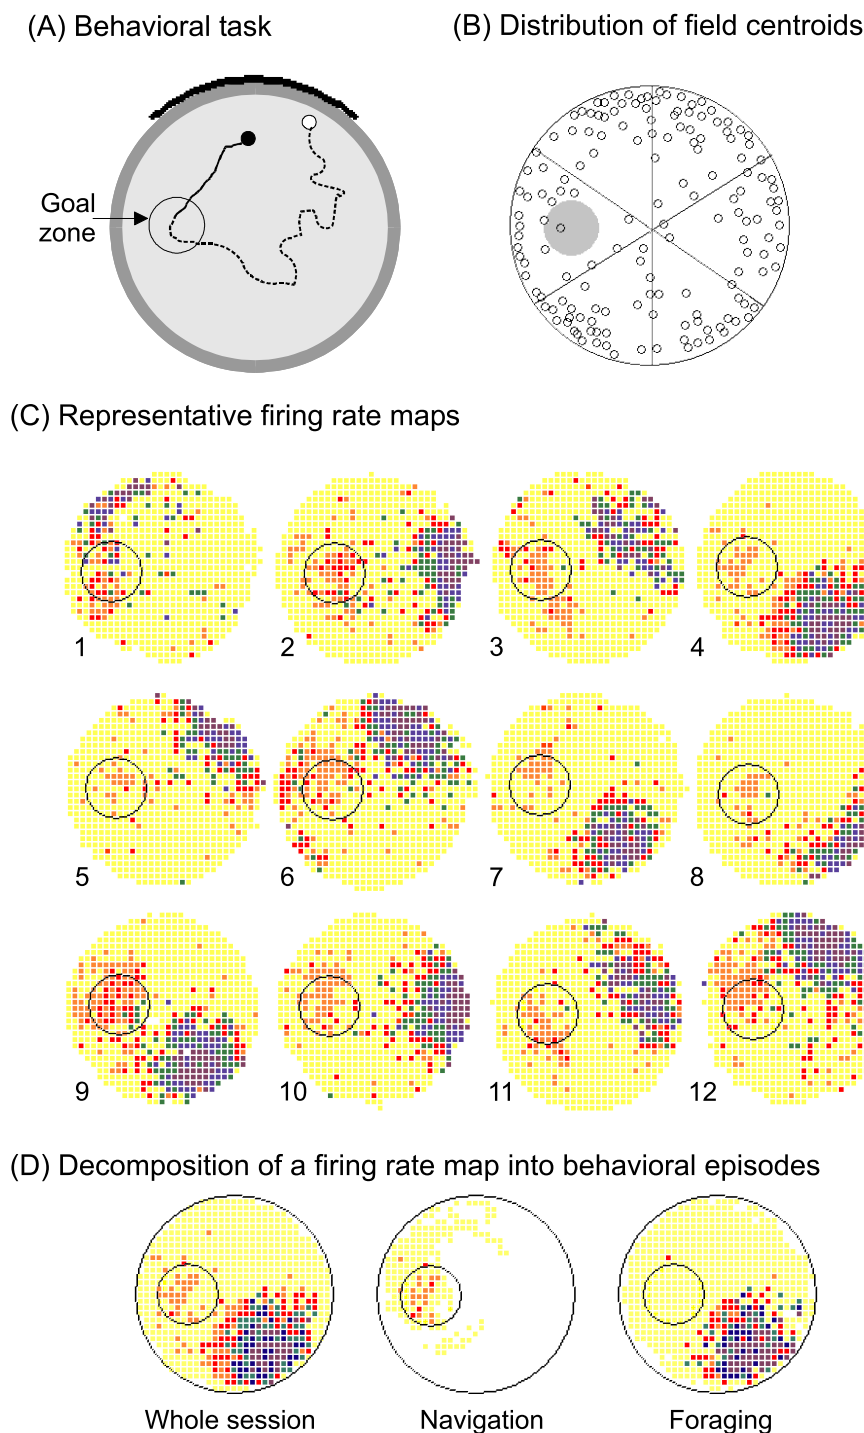 (A) Behavioral task
(B) Distribution of field centroids
Goal
zone
(C) Representative firing rate maps
1
2
3
4
5
6
7
8
9
10
11
12
(D) Decomposition of a firing rate map into behavioral episodes
Whole session
Navigation
Foraging